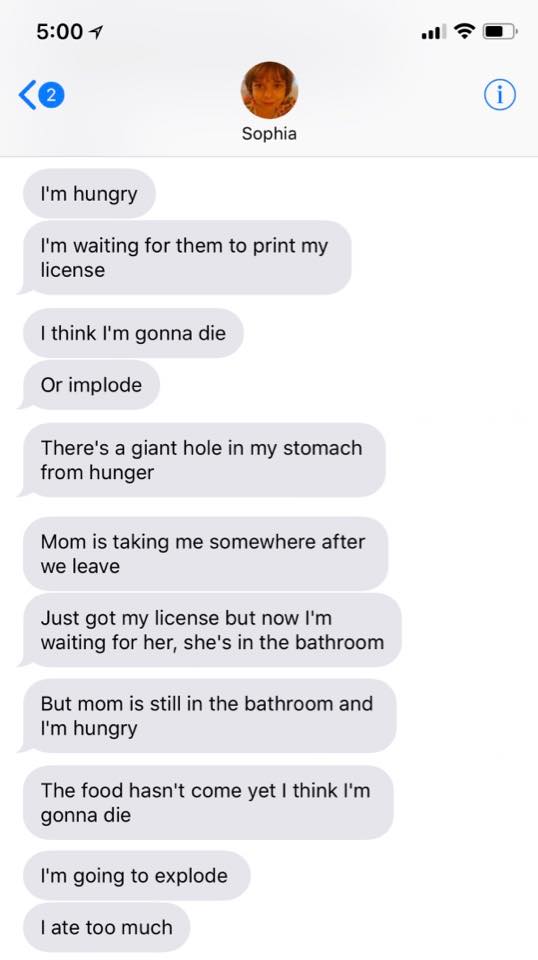 5:00
2
i
Sophia
I'm hungry
I'm waiting for them to print my
license
I think I'm gonna die
Or implode
There's a giant hole in my stomach
from hunger
Mom is taking me somewhere after
we leave
Just got my license but now I'm
waiting for her, she's in the bathroom
But mom is still in the bathroom and
I'm hungry
The food hasn't come yet I think I'm
gonna die
I'm going to explode
I ate too much